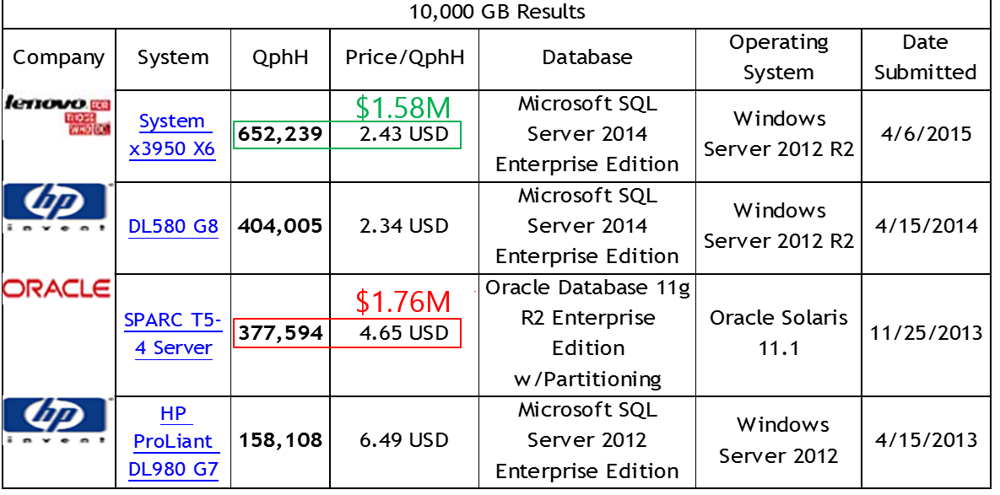 10,000 GB Results
Company System QphH Price/QphH Database Operating System Date Submitted
lenovo FOR THOSE WHO DO.
System x3950 X6
652,239
$1.58M
2.43 USD
Microsoft SQL
Server 2014
Enterprise Edition
Windows
Server 2012 R2
4/6/2015
hp
invent
DL580 G8
404,005
2.34 USD
Microsoft SQL
Server 2014
Enterprise Edition
Windows
Server 2012 R2
4/15/2014
ORACLE
SPARC T5-
4 Server
377,594
$1.76M
4.65 USD
Oracle Database 11g
R2 Enterprise
Edition
w/Partitioning
Oracle Solaris
11.1
11/25/2013
hp
invent
HP
ProLiant
DL980 G7
158,108
6.49 USD
Microsoft SQL
Server 2012
Enterprise Edition
Windows
Server 2012
4/15/2013